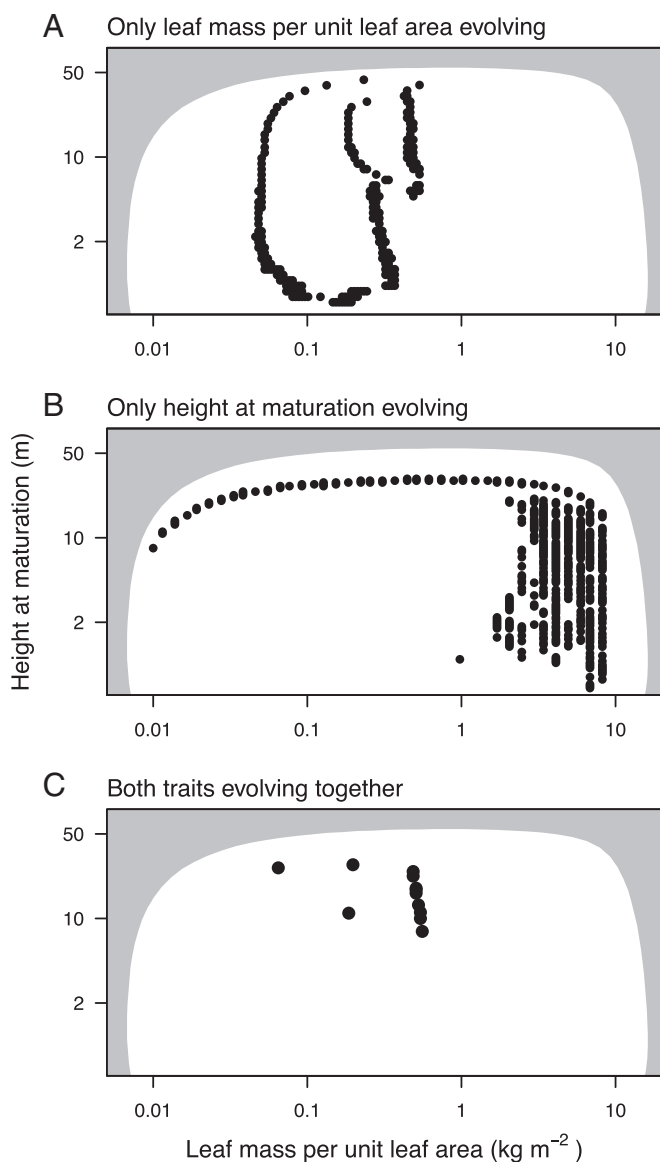 A Only leaf mass per unit leaf area evolving
50
10
2
0.01 0.1 1 10
B Only height at maturation evolving
50
10
2
0.01 0.1 1 10
Height at maturation (m)
C Both traits evolving together
50
10
2
0.01 0.1 1 10
Leaf mass per unit leaf area (kg m⁻²)